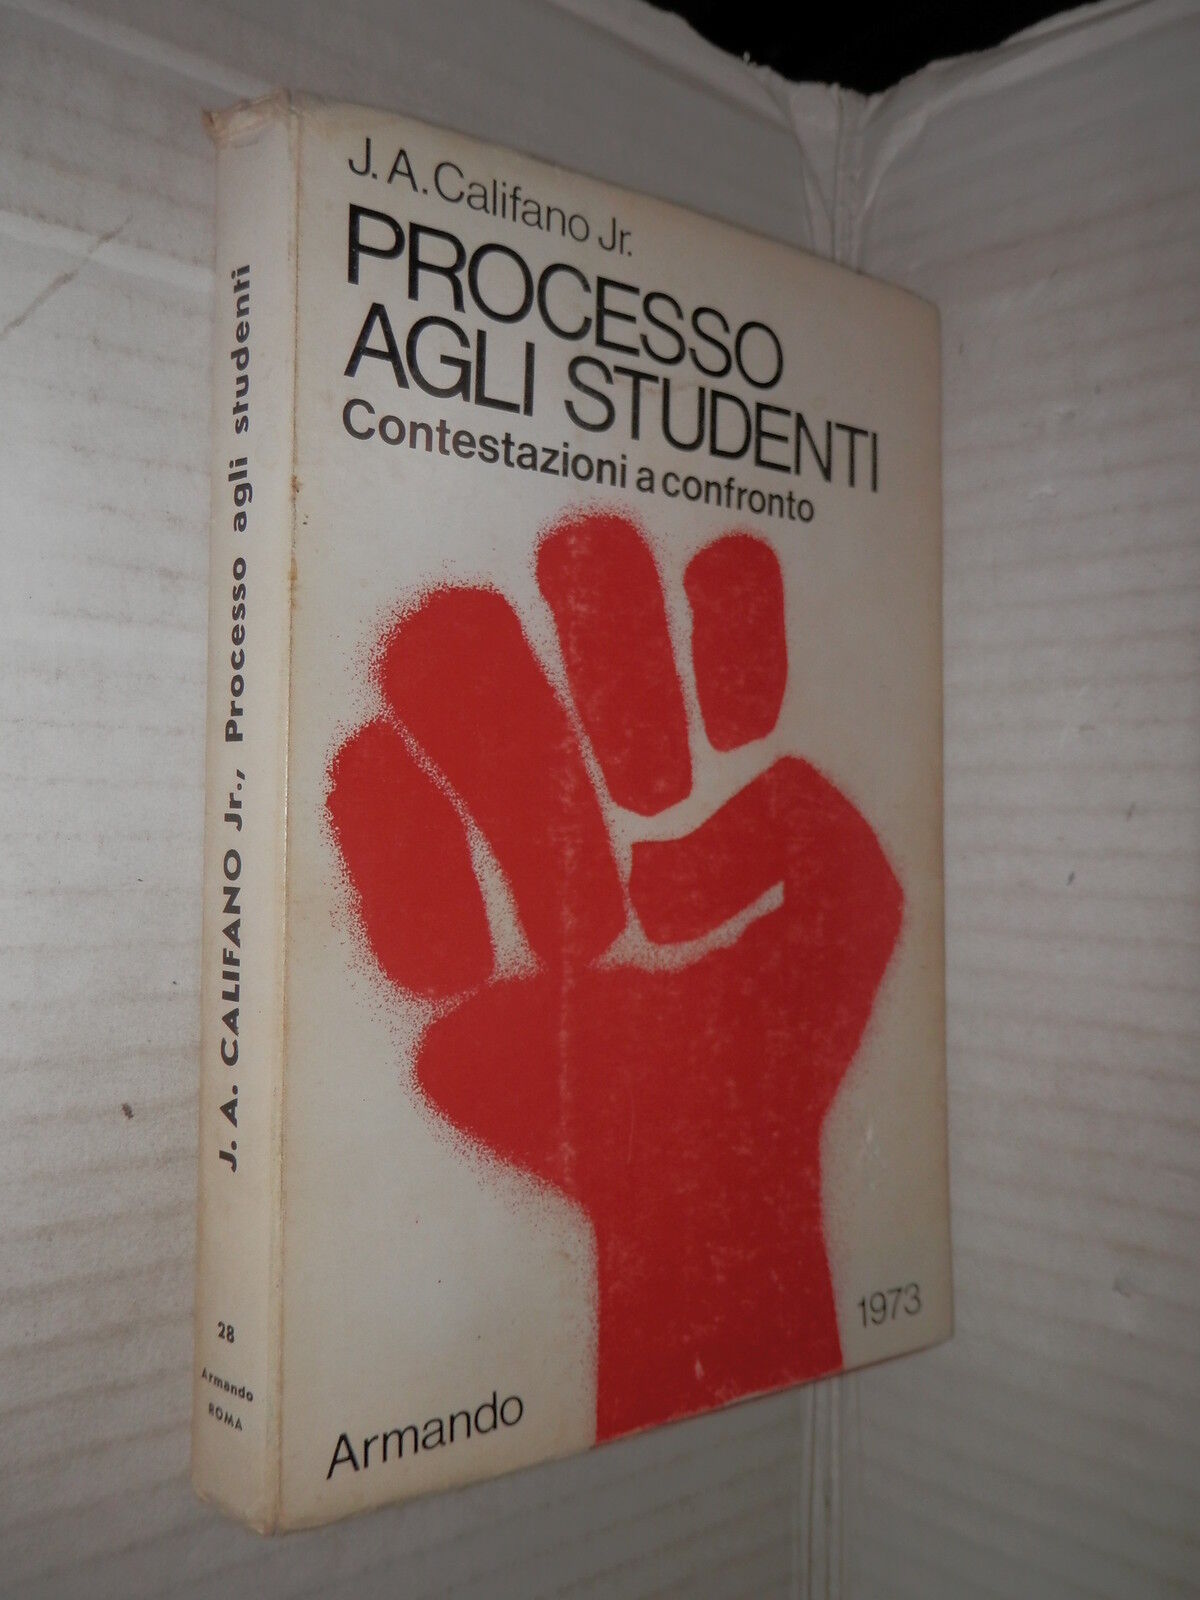 J. A. Califano Jr.
PROCESSO
AGLI STUDENTI
Contestazioni a confronto
1973
Armando
J. A. CALIFANO Jr., Processo agli studenti
28
Armando
ROMA